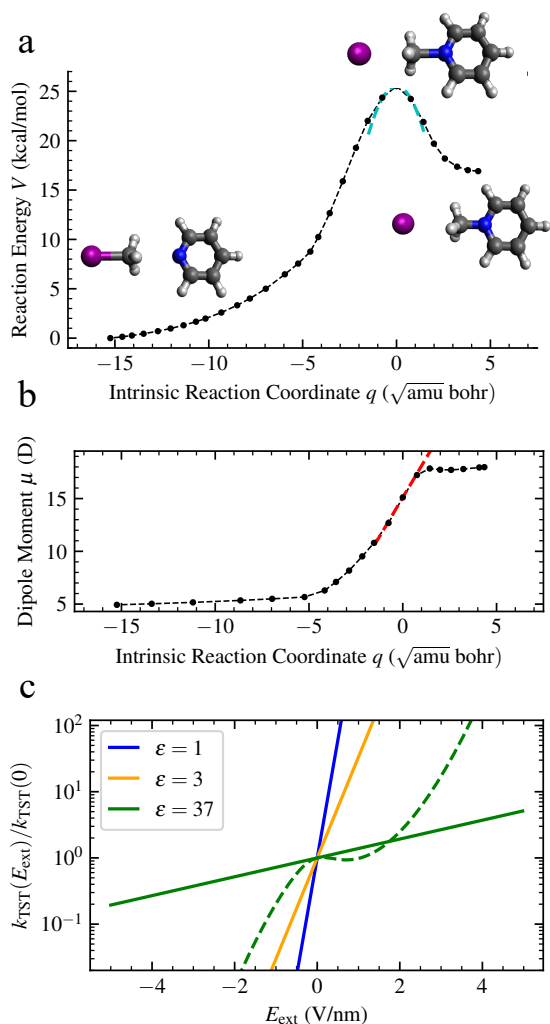 a
25
20
15
10
5
0
Reaction Energy V (kcal/mol)
−15 −10 −5 0 5
Intrinsic Reaction Coordinate q (√amu bohr)
b
15
10
5
Dipole Moment μ (D)
−15 −10 −5 0 5
Intrinsic Reaction Coordinate q (√amu bohr)
c
10²
10¹
10⁰
10⁻¹
k_TST(E_ext)/k_TST(0)
ε = 1
ε = 3
ε = 37
−4 −2 0 2 4
E_ext (V/nm)